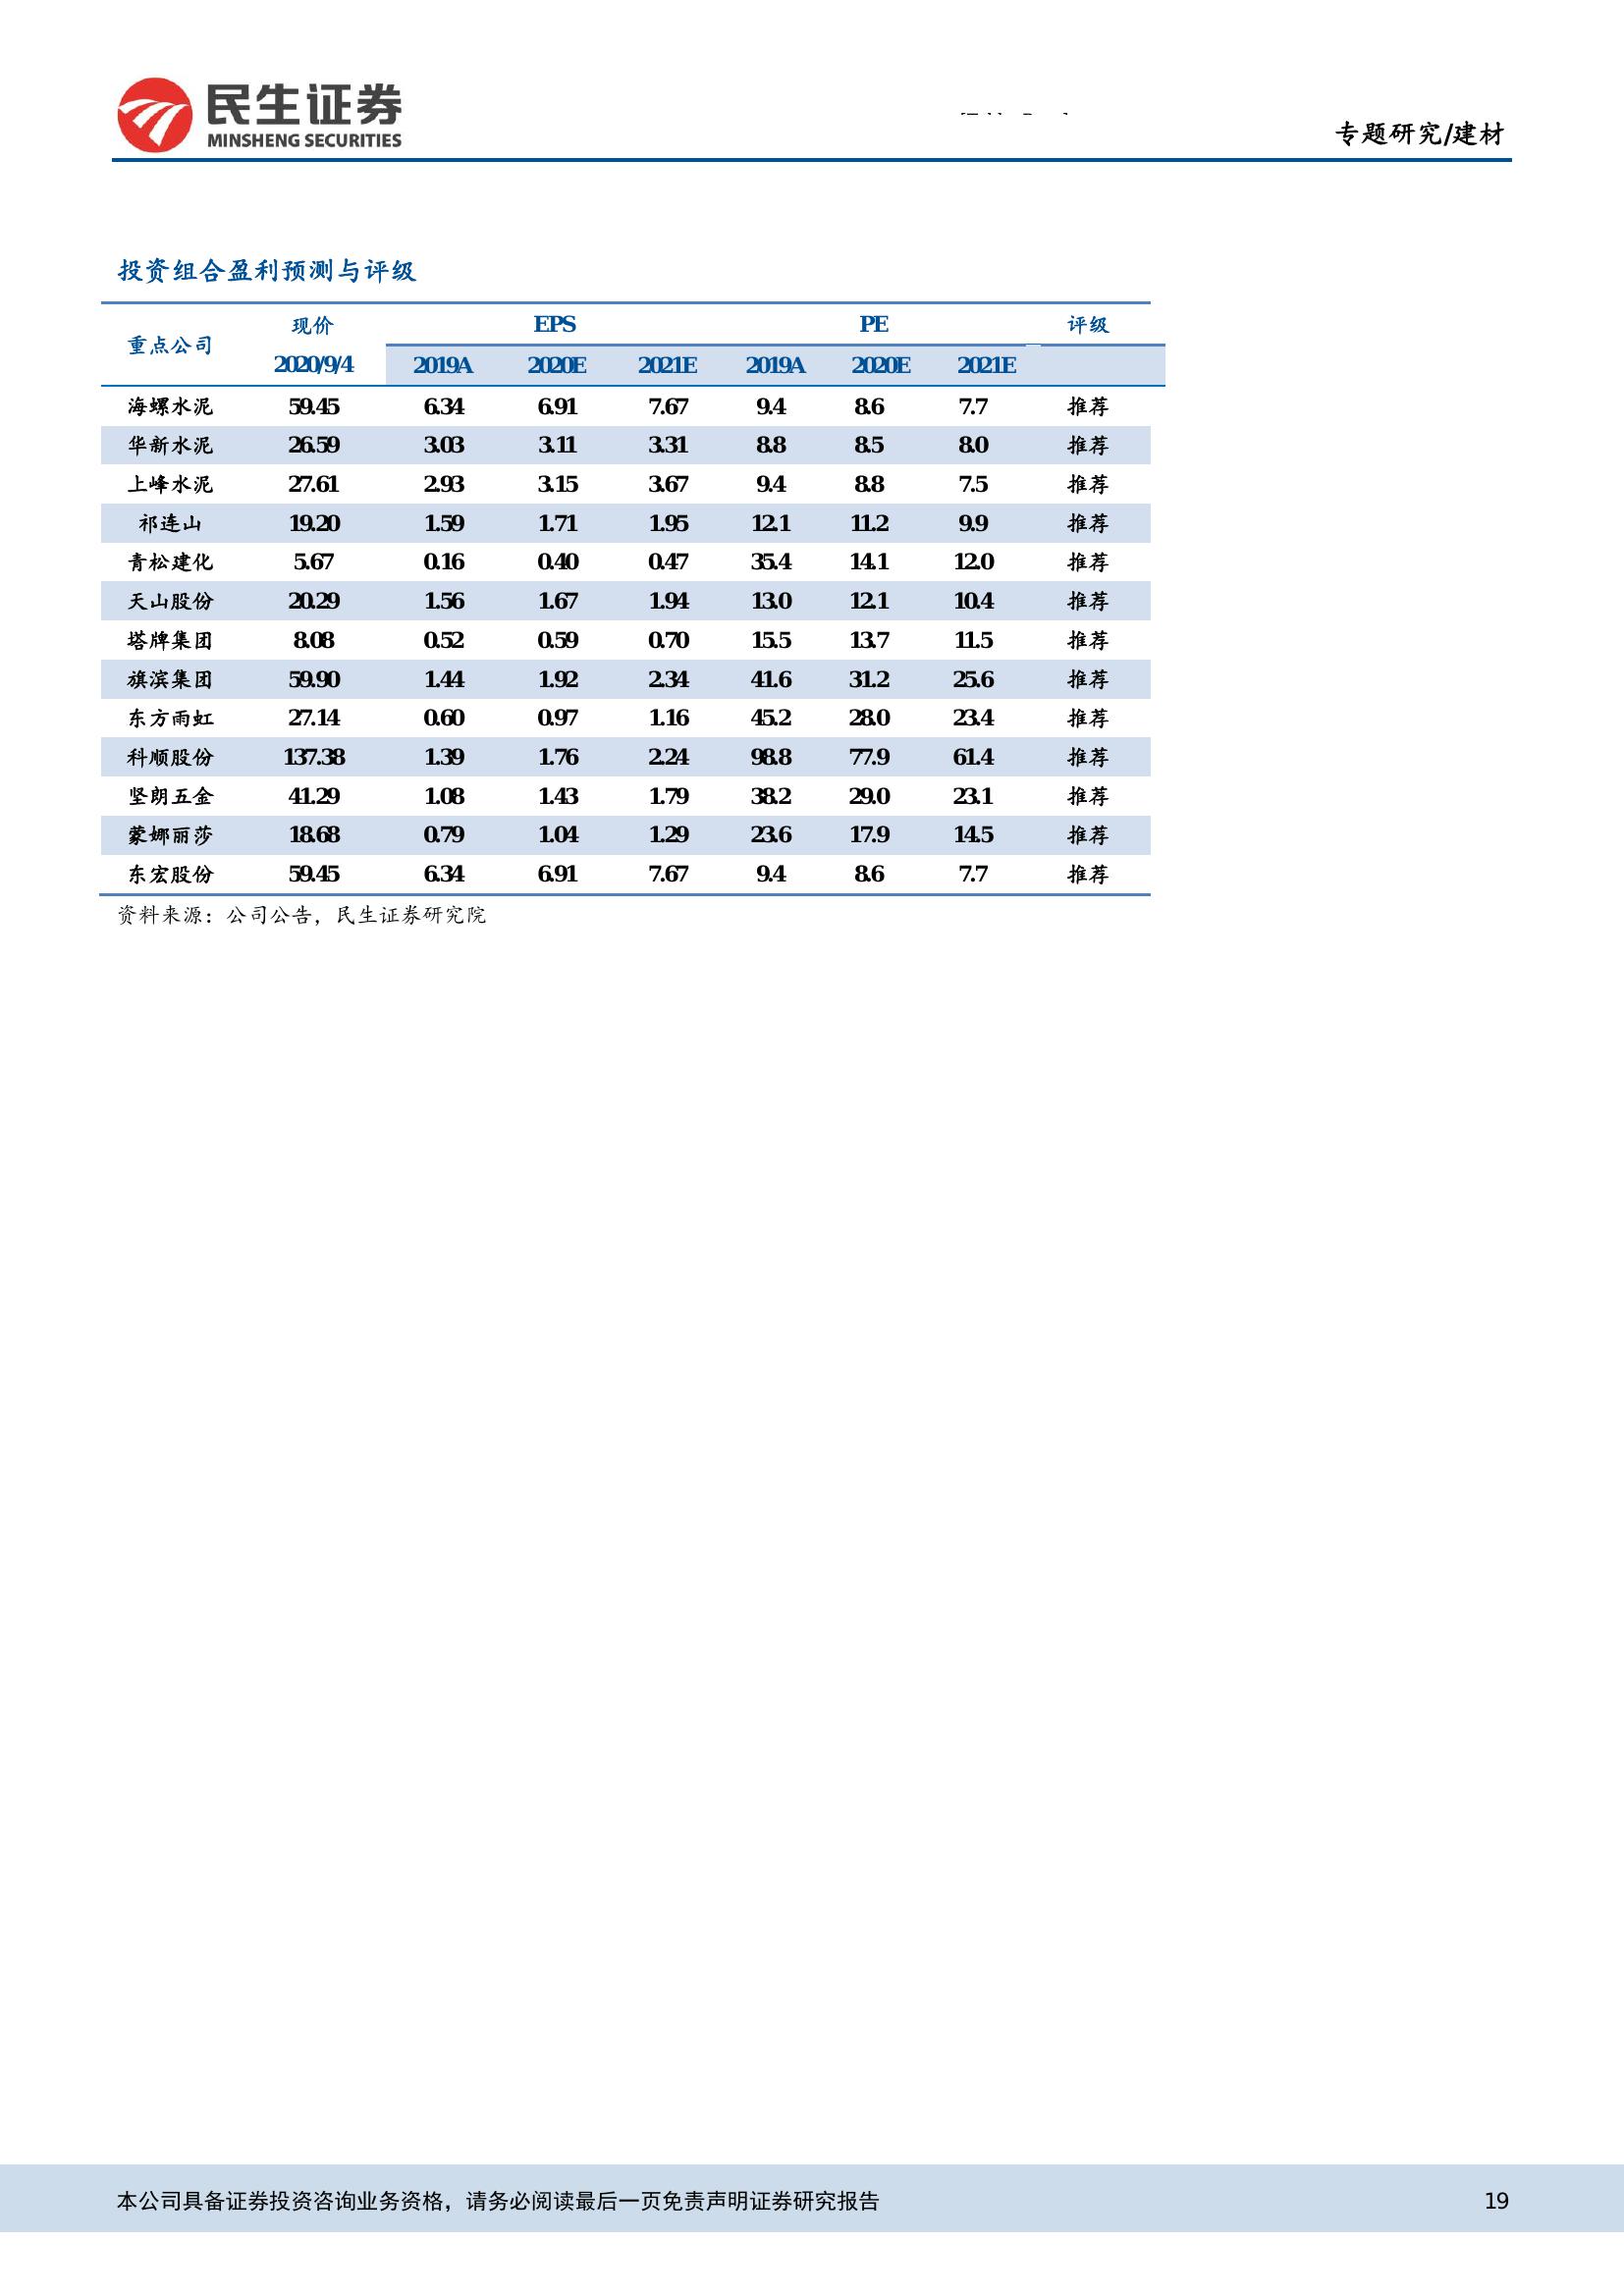 民生证券
MINSHENG SECURITIES
专题研究/建材
投资组合盈利预测与评级
重点公司 现价 EPS PE 评级
2020/9/4 2019A 2020E 2021E 2019A 2020E 2021E
海螺水泥 59.45 6.34 6.91 7.67 9.4 8.6 7.7 推荐
华新水泥 26.59 3.03 3.11 3.31 8.8 8.5 8.0 推荐
上峰水泥 27.61 2.93 3.15 3.67 9.4 8.8 7.5 推荐
祁连山 19.20 1.59 1.71 1.95 12.1 11.2 9.9 推荐
青松建化 5.67 0.16 0.40 0.47 35.4 14.1 12.0 推荐
天山股份 20.29 1.56 1.67 1.94 13.0 12.1 10.4 推荐
塔牌集团 8.08 0.52 0.59 0.70 15.5 13.7 11.5 推荐
旗滨集团 59.90 1.44 1.92 2.34 41.6 31.2 25.6 推荐
东方雨虹 27.14 0.60 0.97 1.16 45.2 28.0 23.4 推荐
科顺股份 137.38 1.39 1.76 2.24 98.8 77.9 61.4 推荐
坚朗五金 41.29 1.08 1.43 1.79 38.2 29.0 23.1 推荐
蒙娜丽莎 18.68 0.79 1.04 1.29 23.6 17.9 14.5 推荐
东宏股份 59.45 6.34 6.91 7.67 9.4 8.6 7.7 推荐
资料来源：公司公告，民生证券研究院
本公司具备证券投资咨询业务资格，请务必阅读最后一页免责声明证券研究报告 19